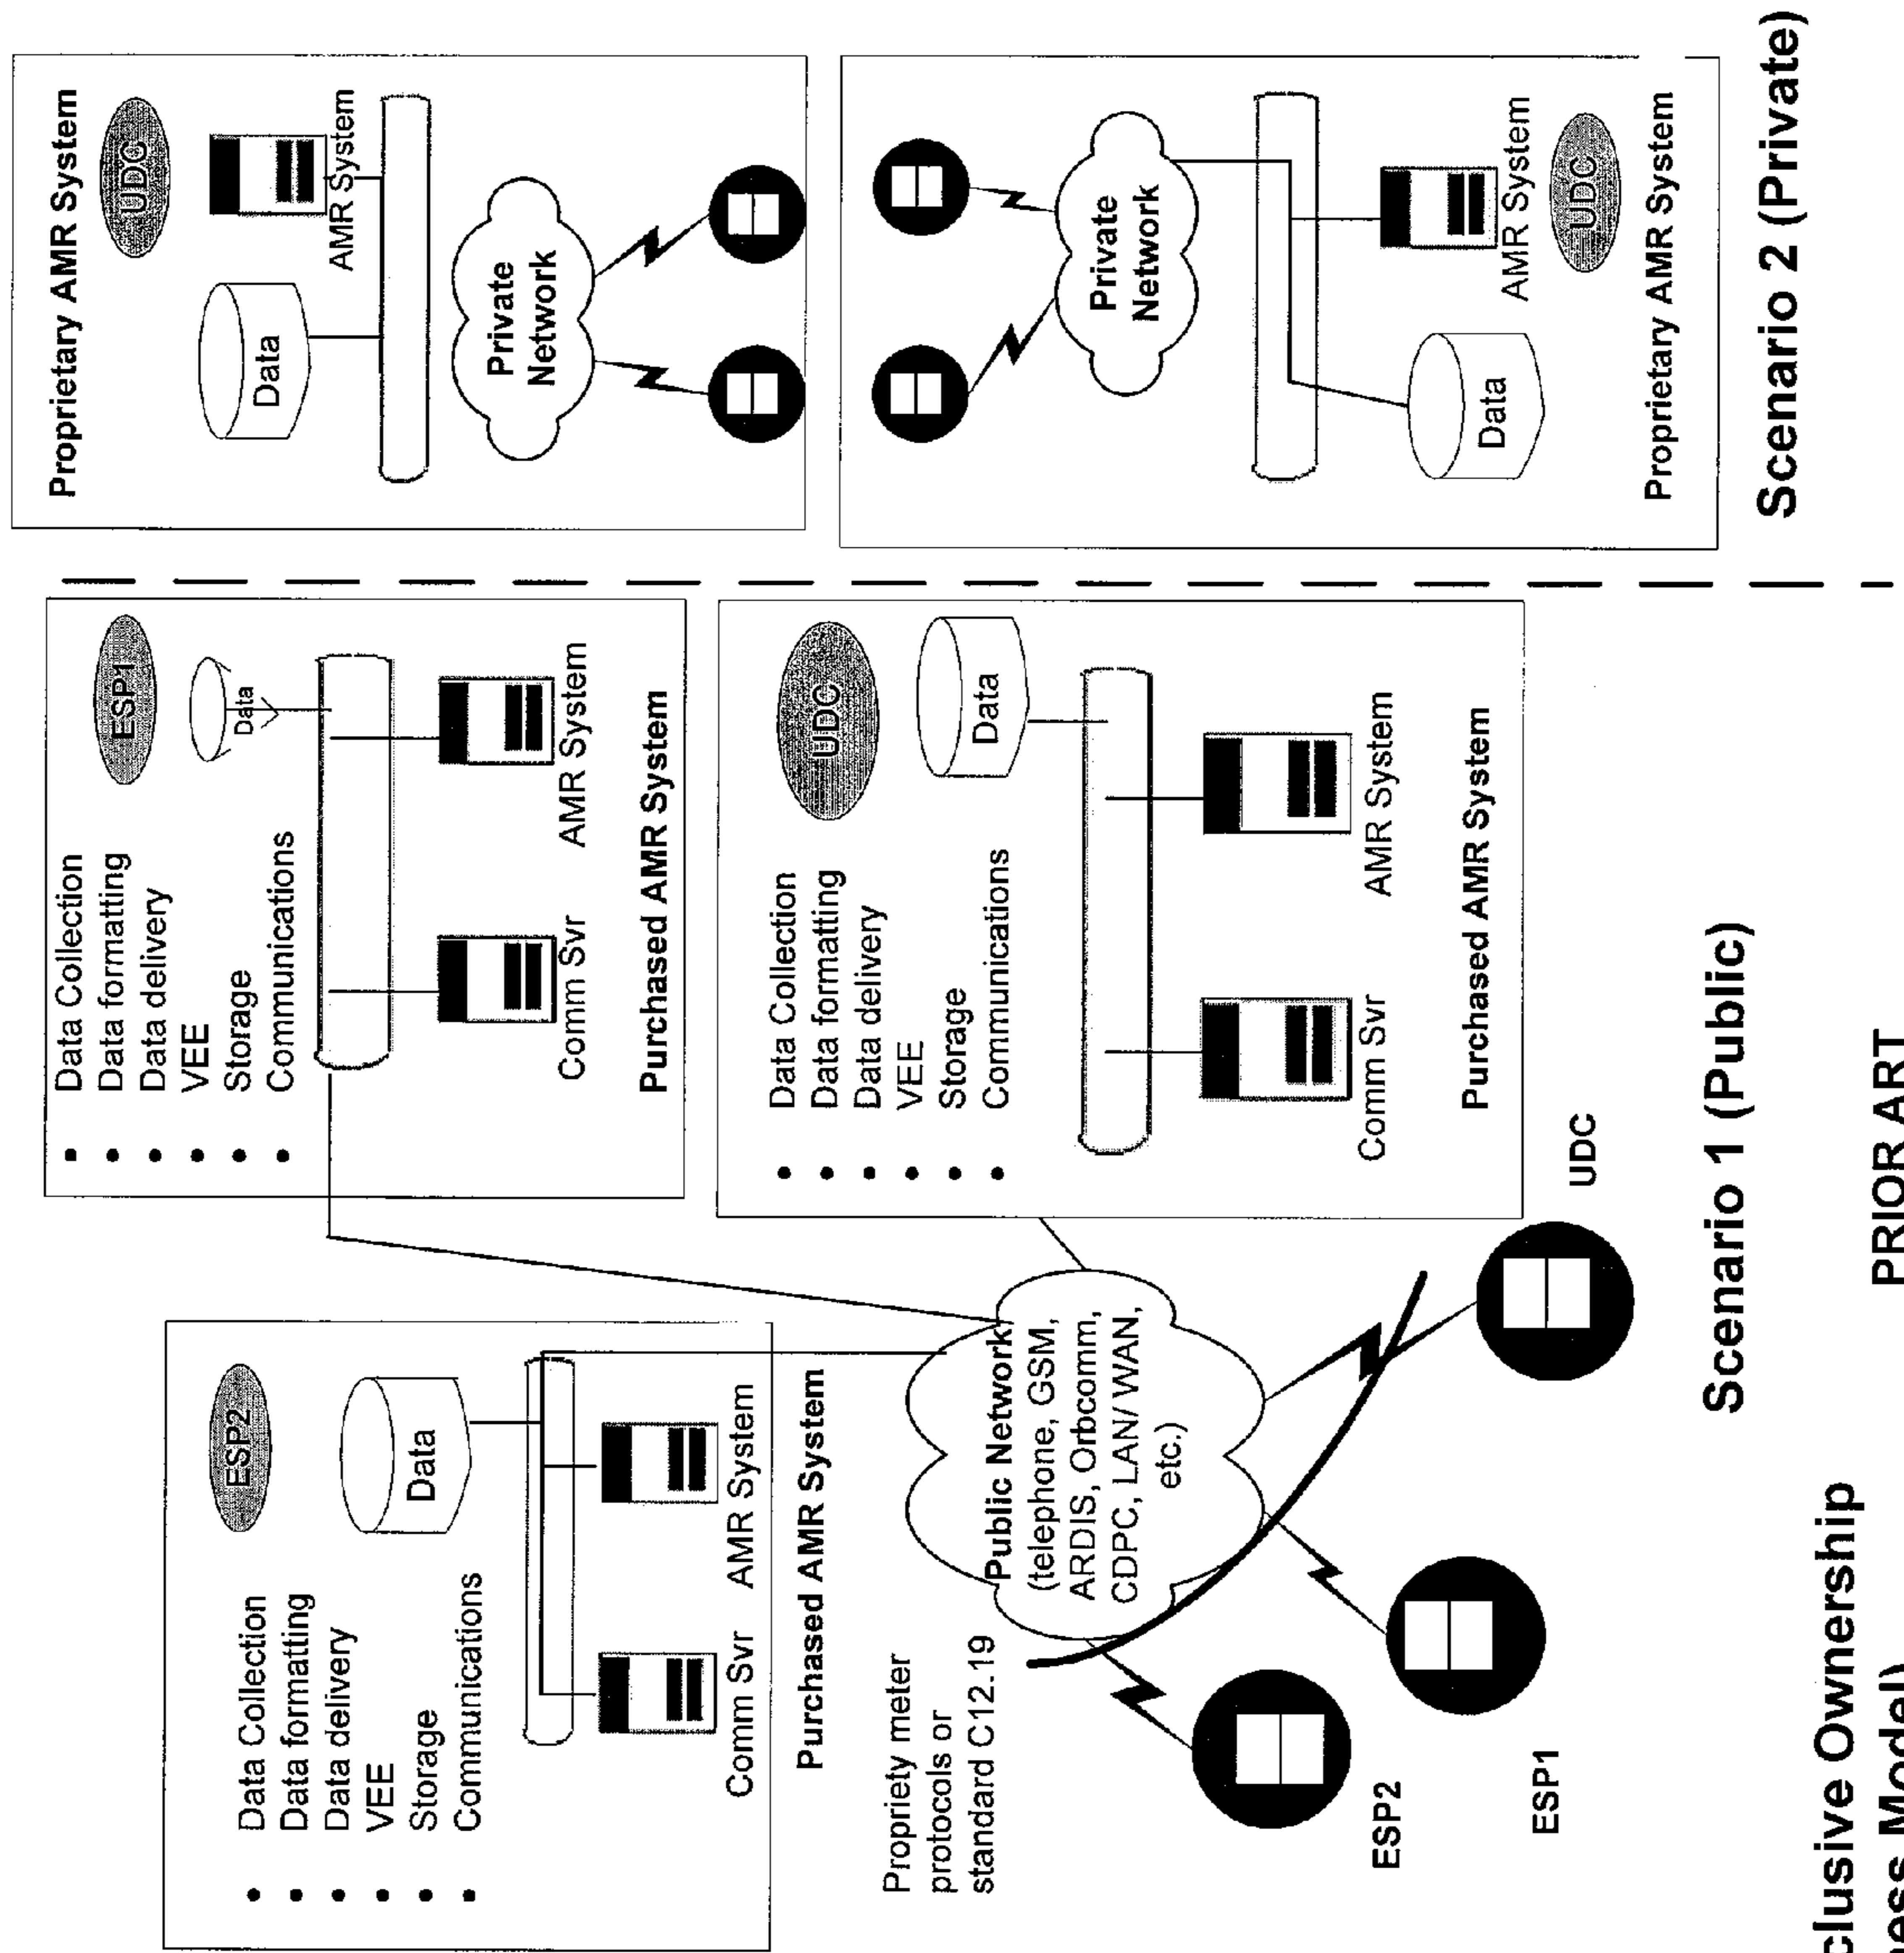 ESP2
• Data Collection
• Data formatting
• Data delivery
• VEE
• Storage
• Communications
Data
Comm Svr
AMR System
Purchased AMR System
ESP1
• Data Collection
• Data formatting
• Data delivery
• VEE
• Storage
• Communications
Data
Comm Svr
AMR System
Purchased AMR System
UDC
• Data Collection
• Data formatting
• Data delivery
• VEE
• Storage
• Communications
Data
Comm Svr
AMR System
Purchased AMR System
Propriety meter
protocols or
standard C12.19
Public Network
(telephone, GSM,
ARDIS, Orbcomm,
CDPC, LAN/ WAN,
etc.)
ESP2
ESP1
UDC
Scenario 1 (Public)
Proprietary AMR System
UDC
Data
AMR System
Private
Network
Private
Network
Data
AMR System
UDC
Proprietary AMR System
Scenario 2 (Private)
clusive Ownership
ess Model)
PRIOR ART